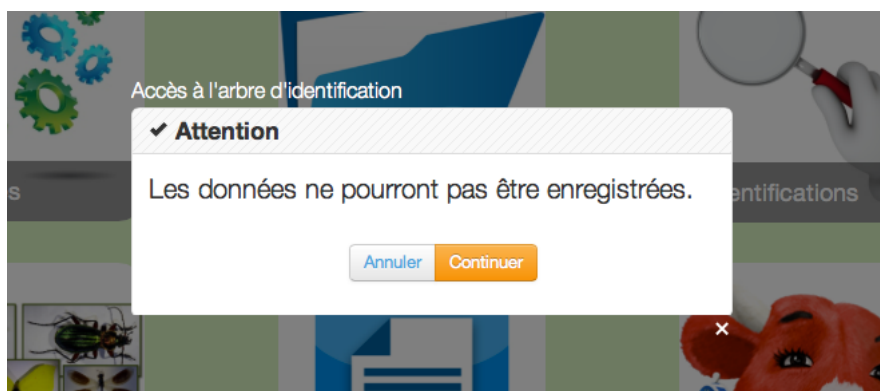 Accès à l'arbre d'identification
Attention
Les données ne pourront pas être enregistrées.
s
entifications
Annuler
Continuer